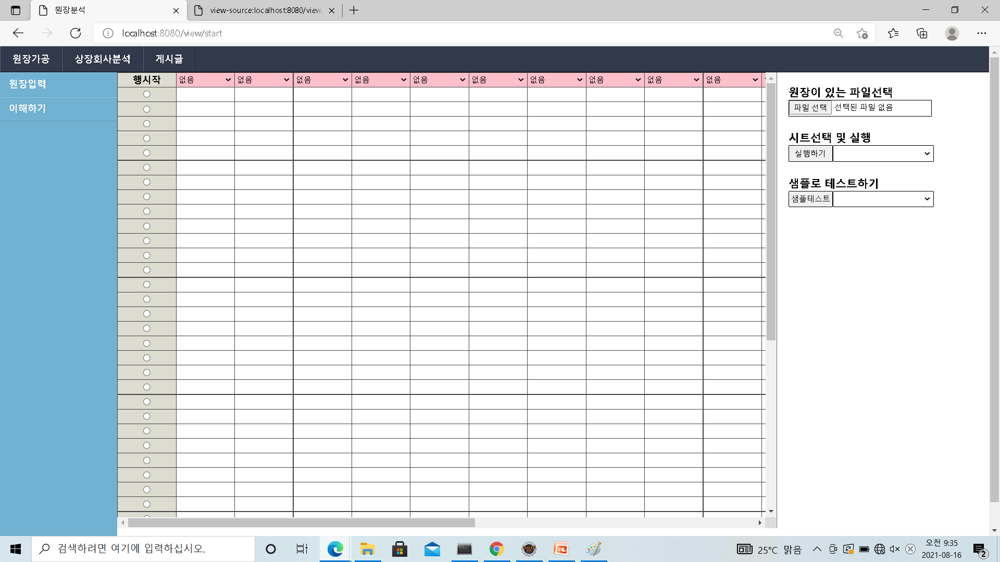 원장분석
view-source:localhost:8080/view
localhost:8080/view/start
원장가공 상장회사분석 게시글
원장입력
이해하기
행시작 없음 없음 없음 없음 없음 없음 없음 없음 없음 없음
원장이 있는 파일선택
파일 선택 선택된 파일 없음
시트선택 및 실행
실행하기
샘플로 테스트하기
샘플테스트
검색하려면 여기에 입력하십시오.
25°C 맑음
오전 9:35
2021-08-16
2